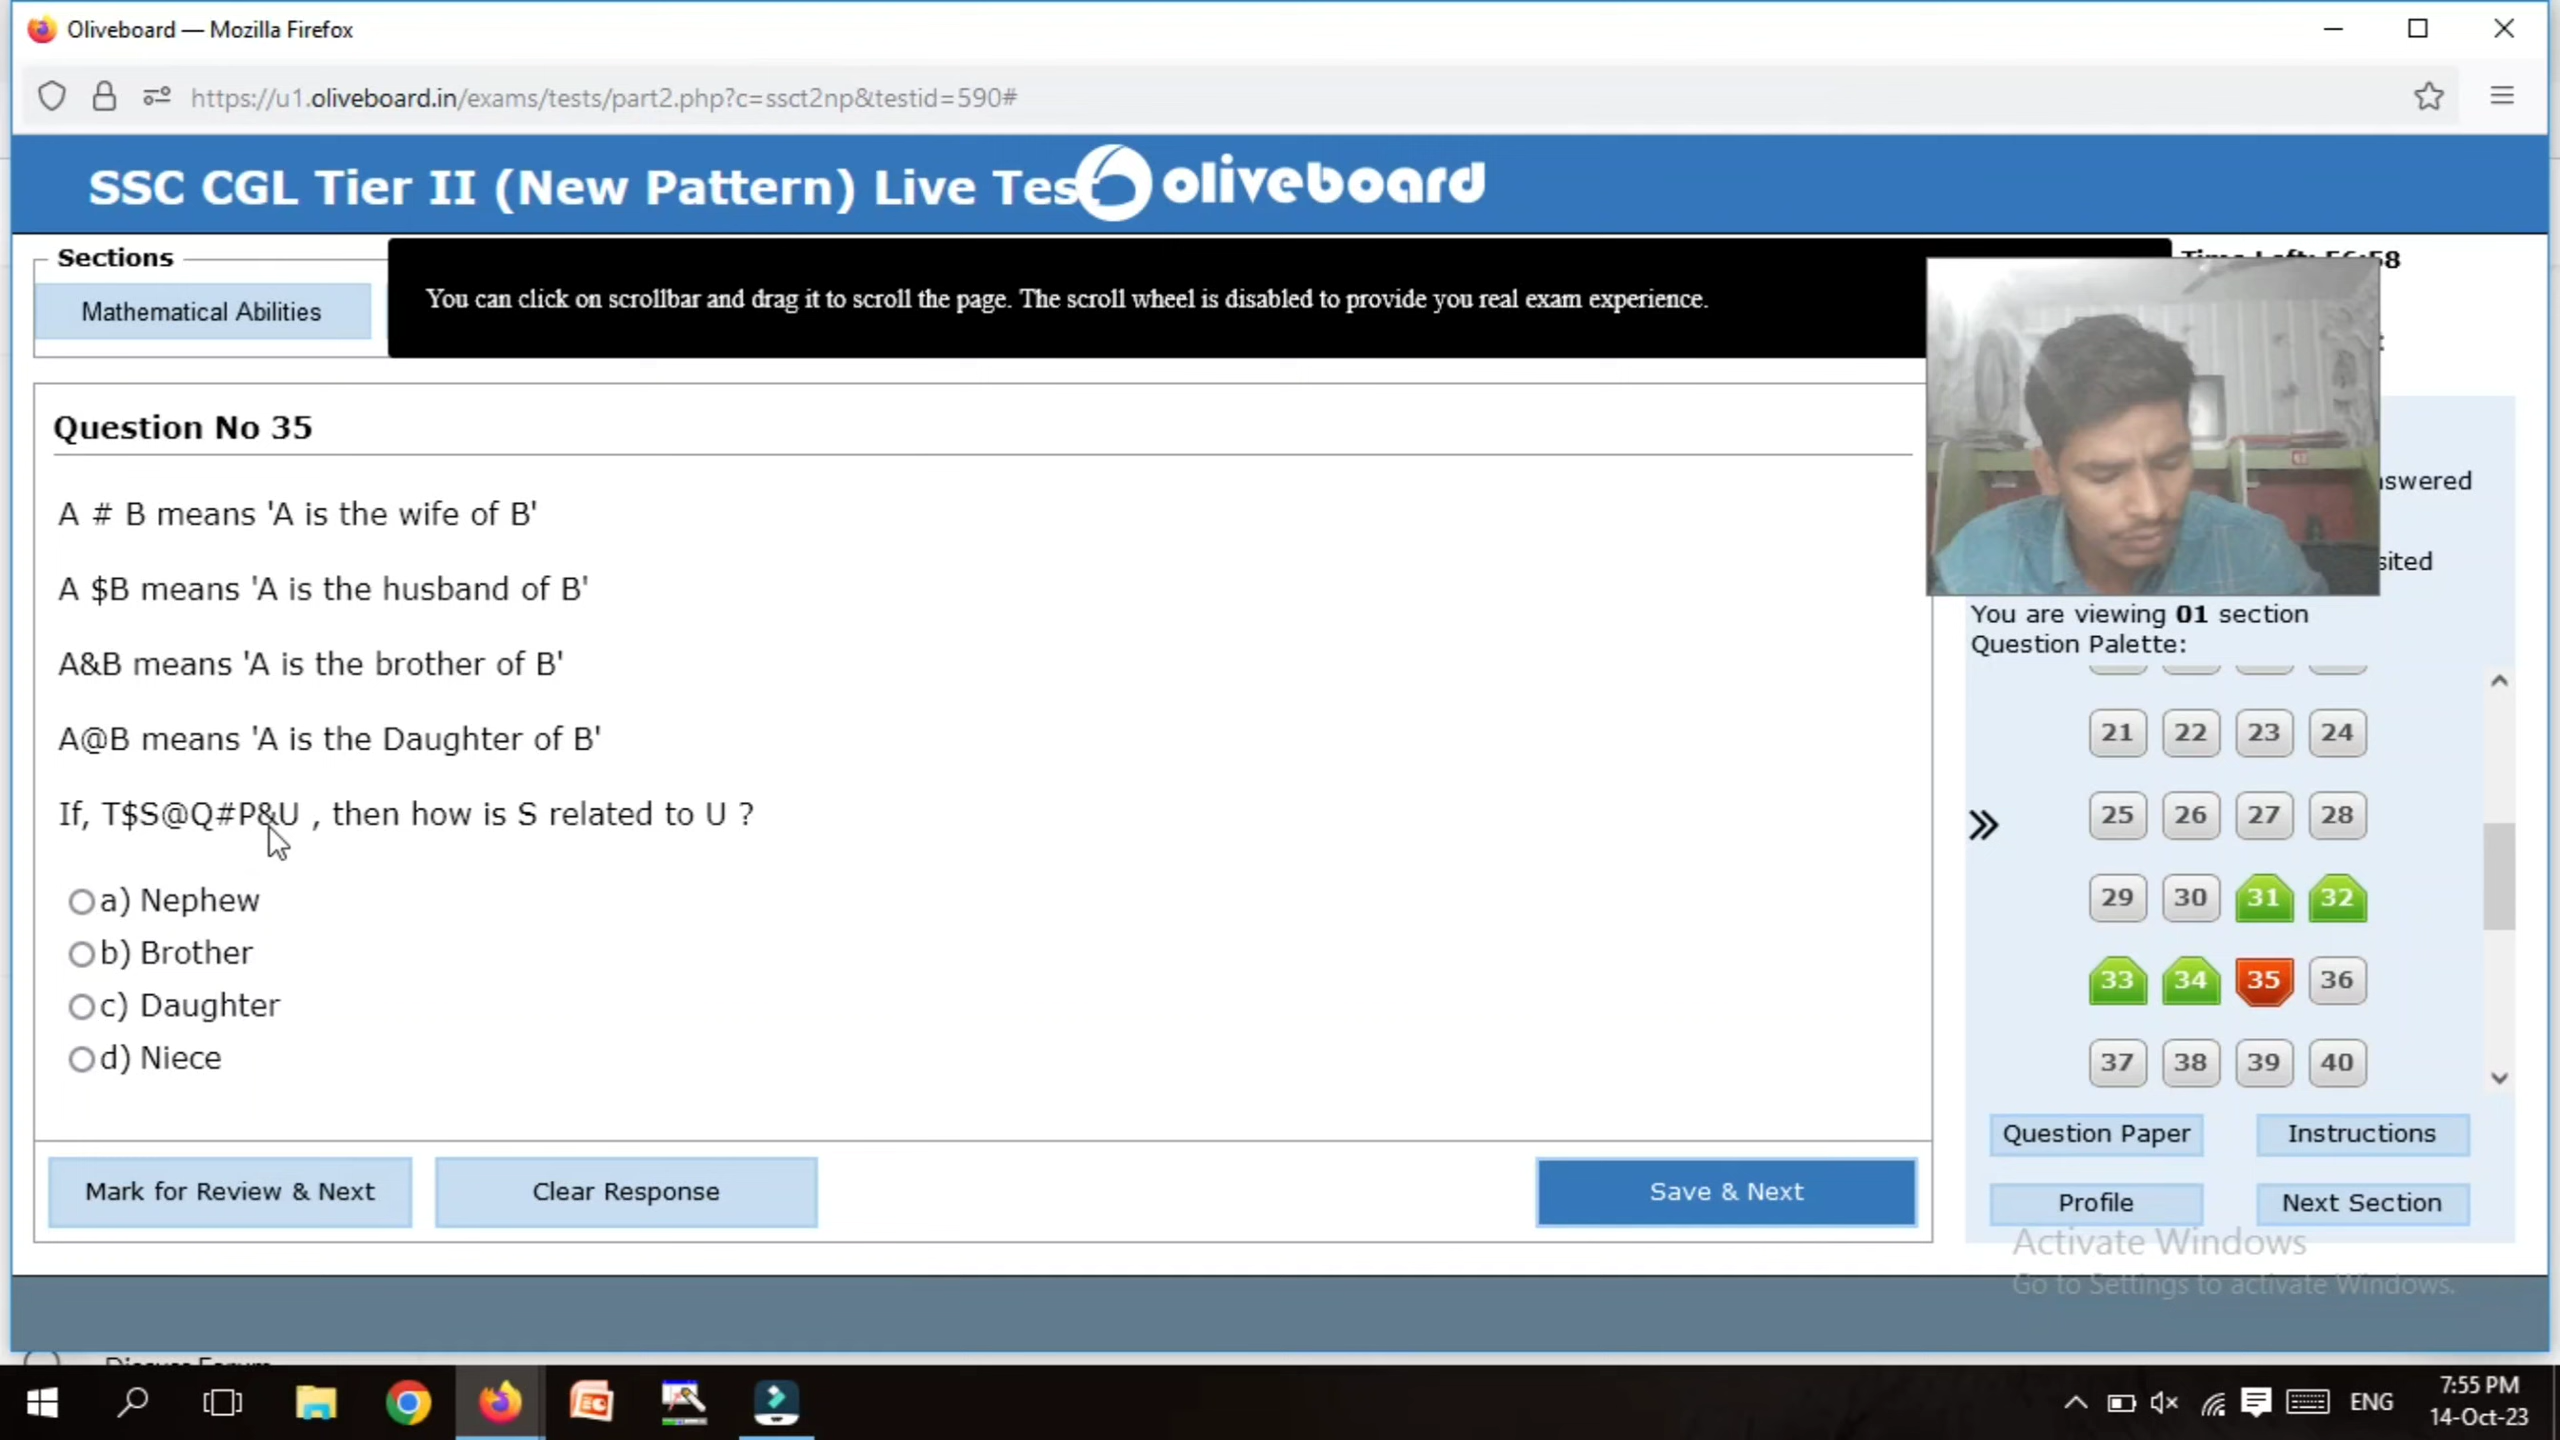 Oliveboard — Mozilla Firefox
https://u1.oliveboard.in/exams/tests/part2.php?c=ssct2np&testid=590#
SSC CGL Tier II (New Pattern) Live Tes
oliveboard
Sections
Mathematical Abilities
You can click on scrollbar and drag it to scroll the page. The scroll wheel is disabled to provide you real exam experience.
Question No 35
A # B means 'A is the wife of B'
A $B means 'A is the husband of B'
A&B means 'A is the brother of B'
A@B means 'A is the Daughter of B'
If, T$S@Q#P&U , then how is S related to U ?
a) Nephew
b) Brother
c) Daughter
d) Niece
Mark for Review & Next
Clear Response
Save & Next
You are viewing 01 section
Question Palette:
21 22 23 24
25 26 27 28
29 30 31 32
33 34 35 36
37 38 39 40
Question Paper
Instructions
Profile
Next Section
Activate Windows
Go to Settings to activate Windows.
ENG
7:55 PM
14-Oct-23